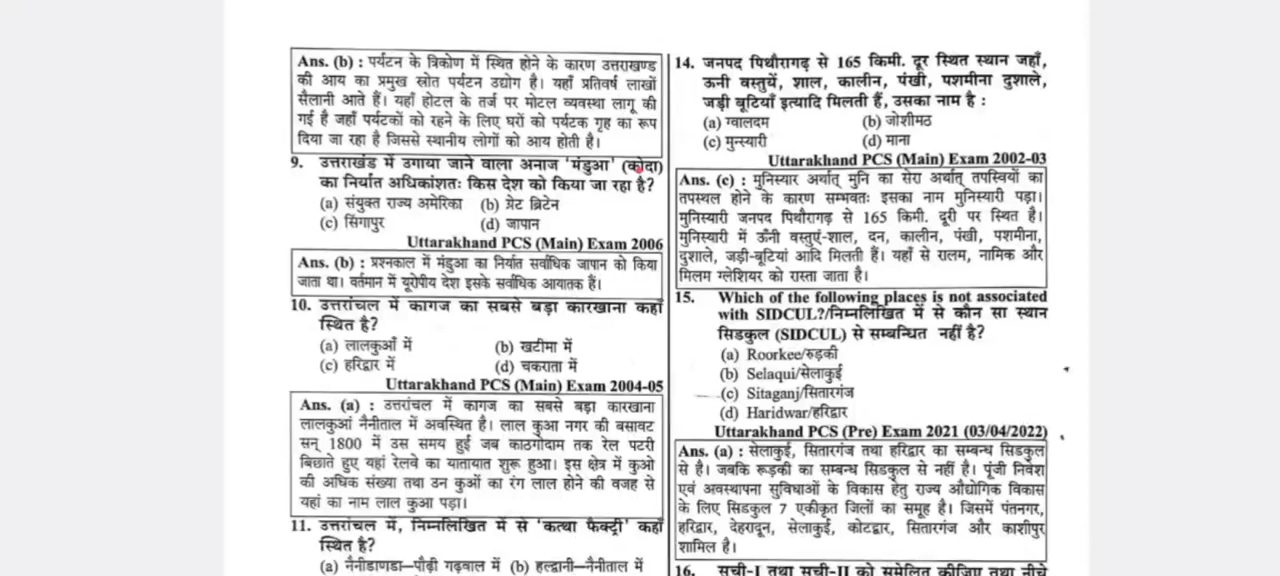 Ans. (b) : पर्यटन के त्रिकोण में स्थित होने के कारण उत्तराखण्ड
की आय का प्रमुख स्रोत पर्यटन उद्योग है। यहाँ प्रतिवर्ष लाखों
सैलानी आते हैं। यहाँ होटल के तर्ज पर मोटल व्यवस्था लागू की
गई है जहाँ पर्यटकों को रहने के लिए घरों को पर्यटक गृह का रूप
दिया जा रहा है जिससे स्थानीय लोगों को आय होती है।
9. उत्तराखंड में उगाया जाने वाला अनाज 'मंडुआ' (कोदा)
का निर्यात अधिकांशतः किस देश को किया जा रहा है?
(a) संयुक्त राज्य अमेरिका (b) ग्रेट ब्रिटेन
(c) सिंगापुर (d) जापान
Uttarakhand PCS (Main) Exam 2006
Ans. (b) : प्रश्नकाल में मंडुआ का निर्यात सर्वाधिक जापान को किया
जाता था। वर्तमान में यूरोपीय देश इसके सर्वाधिक आयातक हैं।
10. उत्तरांचल में कागज का सबसे बड़ा कारखाना कहाँ
स्थित है?
(a) लालकुआँ में (b) खटीमा में
(c) हरिद्वार में (d) चकराता में
Uttarakhand PCS (Main) Exam 2004-05
Ans. (a) : उत्तरांचल में कागज का सबसे बड़ा कारखाना
लालकुआं नैनीताल में अवस्थित है। लाल कुआ नगर की बसावट
सन् 1800 में उस समय हुई जब काठगोदाम तक रेल पटरी
बिछाते हुए यहां रेलवे का यातायात शुरू हुआ। इस क्षेत्र में कुओ
की अधिक संख्या तथा उन कुओं का रंग लाल होने की वजह से
यहां का नाम लाल कुआ पड़ा।
11. उत्तरांचल में, निम्नलिखित में से 'कत्था फैक्ट्री' कहाँ
स्थित है?
(a) नैनीडाणडा–पौढ़ी गढ़वाल में (b) हल्द्वानी–नैनीताल में
14. जनपद पिथौरागढ़ से 165 किमी. दूर स्थित स्थान जहाँ,
ऊनी वस्तुयें, शाल, कालीन, पंखी, पशमीना दुशाले,
जड़ी बूटियाँ इत्यादि मिलती हैं, उसका नाम है :
(a) ग्वालदम (b) जोशीमठ
(c) मुन्स्यारी (d) माना
Uttarakhand PCS (Main) Exam 2002-03
Ans. (c) : मुनिस्यार अर्थात् मुनि का सेरा अर्थात् तपस्वियों का
तपस्थल होने के कारण सम्भवतः इसका नाम मुनिस्यारी पड़ा।
मुनिस्यारी जनपद पिथौरागढ़ से 165 किमी. दूरी पर स्थित है।
मुनिस्यारी में ऊँनी वस्तुएं-शाल, दन, कालीन, पंखी, पशमीना,
दुशाले, जड़ी-बूटियां आदि मिलती हैं। यहाँ से रालम, नामिक और
मिलम ग्लेशियर को रास्ता जाता है।
15. Which of the following places is not associated
with SIDCUL?/निम्नलिखित में से कौन सा स्थान
सिडकुल (SIDCUL) से सम्बन्धित नहीं है?
(a) Roorkee/रुड़की
(b) Selaqui/सेलाकुई
(c) Sitaganj/सितारगंज
(d) Haridwar/हरिद्वार
Uttarakhand PCS (Pre) Exam 2021 (03/04/2022)
Ans. (a) : सेलाकुई, सितारगंज तथा हरिद्वार का सम्बन्ध सिडकुल
से है। जबकि रूड़की का सम्बन्ध सिडकुल से नहीं है। पूंजी निवेश
एवं अवस्थापना सुविधाओं के विकास हेतु राज्य औद्योगिक विकास
के लिए सिडकुल 7 एकीकृत जिलों का समूह है। जिसमें पंतनगर,
हरिद्वार, देहरादून, सेलाकुई, कोटद्वार, सितारगंज और काशीपुर
शामिल है।
16. सूची-I तथा सूची-II को सुमेलित कीजिए तथा नीचे